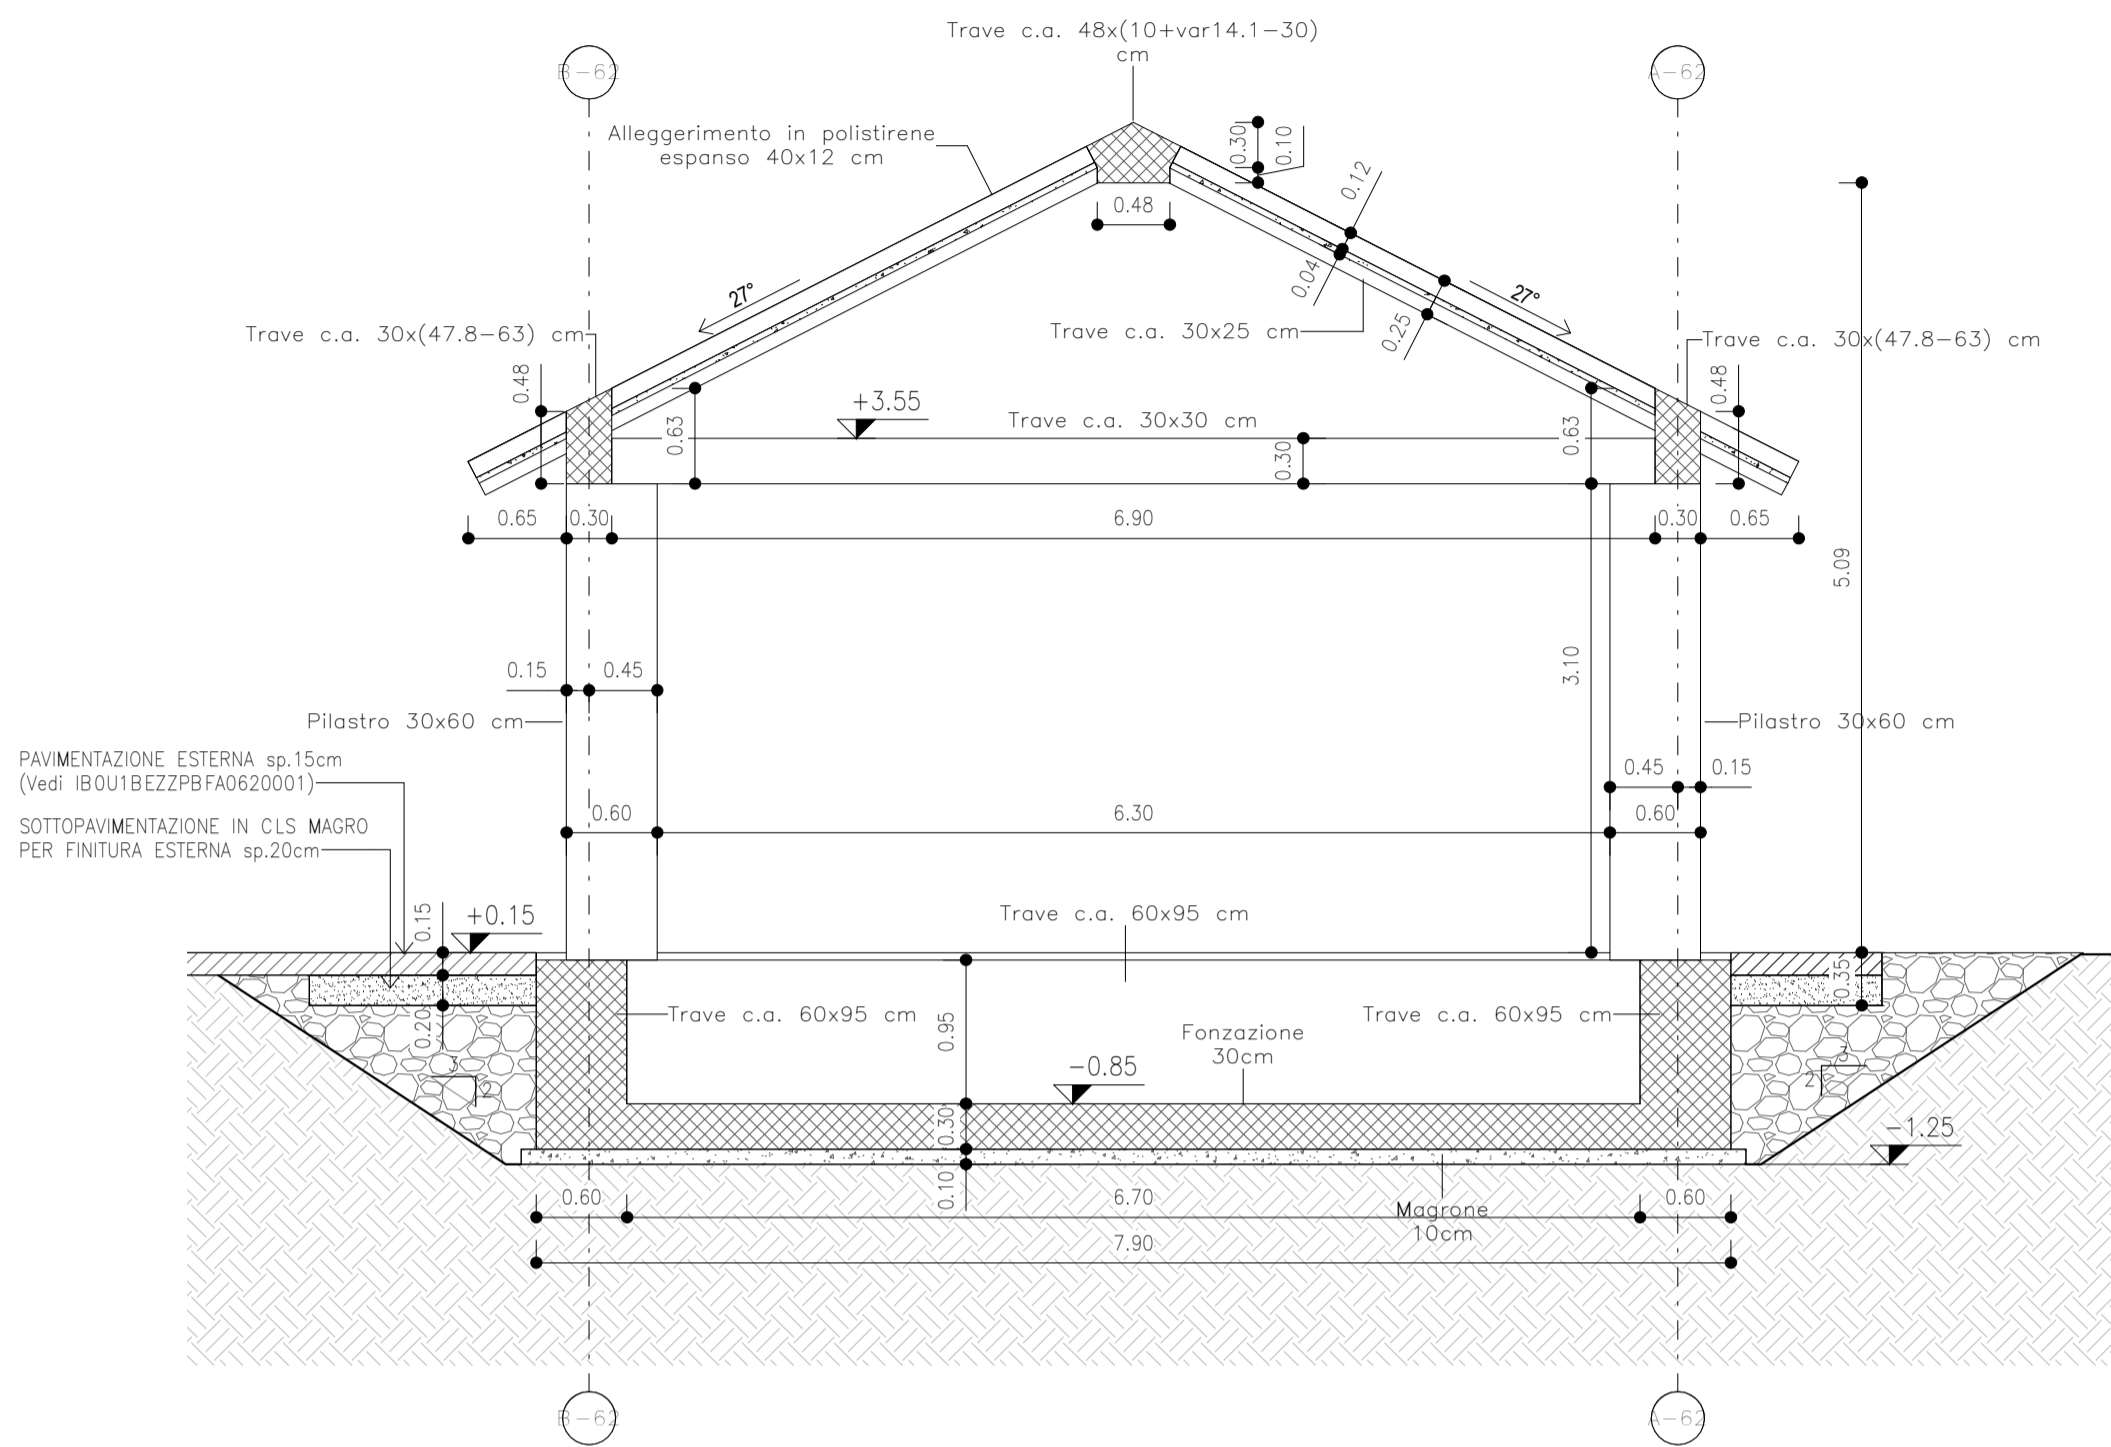 Trave c.a. 48x(10+var14.1-30)
cm
B-62
A-62
Alleggerimento in polistirene
espanso 40x12 cm
0.30
0.10
0.12
0.48
0.04
27°
27°
0.25
Trave c.a. 30x(47.8-63) cm
Trave c.a. 30x25 cm
Trave c.a. 30x(47.8-63) cm
0.48
0.48
+3.55
Trave c.a. 30x30 cm
0.63
0.30
0.63
0.65
0.30
6.90
0.30
0.65
5.09
0.15
0.45
3.10
Pilastro 30x60 cm
Pilastro 30x60 cm
PAVIMENTAZIONE ESTERNA sp.15cm
(Vedi IB0U1BEZZPBFA0620001)
0.45
0.15
SOTTOPAVIMENTAZIONE IN CLS MAGRO
PER FINITURA ESTERNA sp.20cm
0.60
6.30
0.60
0.15
+0.15
Trave c.a. 60x95 cm
0.35
0.20
Trave c.a. 60x95 cm
0.95
Trave c.a. 60x95 cm
Fonzazione
30cm
3
2
-0.85
3
2
0.30
-1.25
0.10
0.60
6.70
0.60
Magrone
10cm
7.90
B-62
A-62